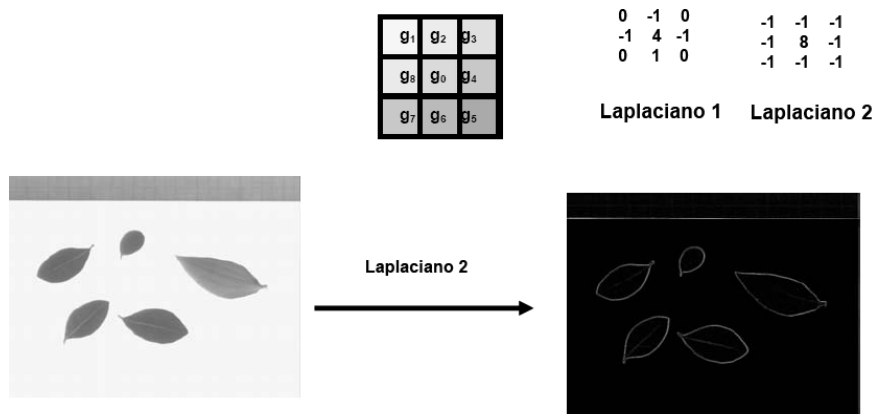 g₁ g₂ g₃
g₈ g₀ g₄
g₇ g₆ g₅
0 -1 0
-1 4 -1
0 1 0
Laplaciano 1
-1 -1 -1
-1 8 -1
-1 -1 -1
Laplaciano 2
Laplaciano 2